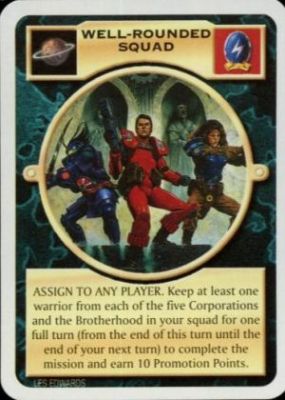 WELL-ROUNDED
SQUAD
ASSIGN TO ANY PLAYER. Keep at least one
warrior from each of the five Corporations
and the Brotherhood in your squad for one
full turn (from the end of this turn until the
end of your next turn) to complete the
mission and earn 10 Promotion Points.
LES EDWARDS